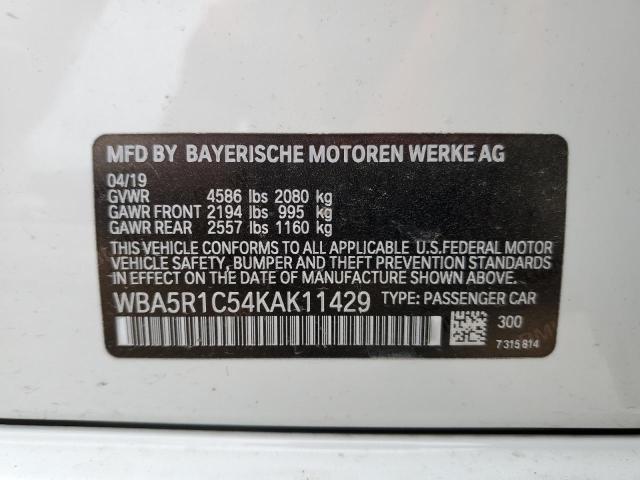 MFD BY BAYERISCHE MOTOREN WERKE AG
04/19
GVWR 4586 lbs 2080 kg
GAWR FRONT 2194 lbs 995 kg
GAWR REAR 2557 lbs 1160 kg
THIS VEHICLE CONFORMS TO ALL APPLICABLE U.S.FEDERAL MOTOR
VEHICLE SAFETY, BUMPER AND THEFT PREVENTION STANDARDS
IN EFFECT ON THE DATE OF MANUFACTURE SHOWN ABOVE.
WBA5R1C54KAK11429 TYPE: PASSENGER CAR
300
7 315 814